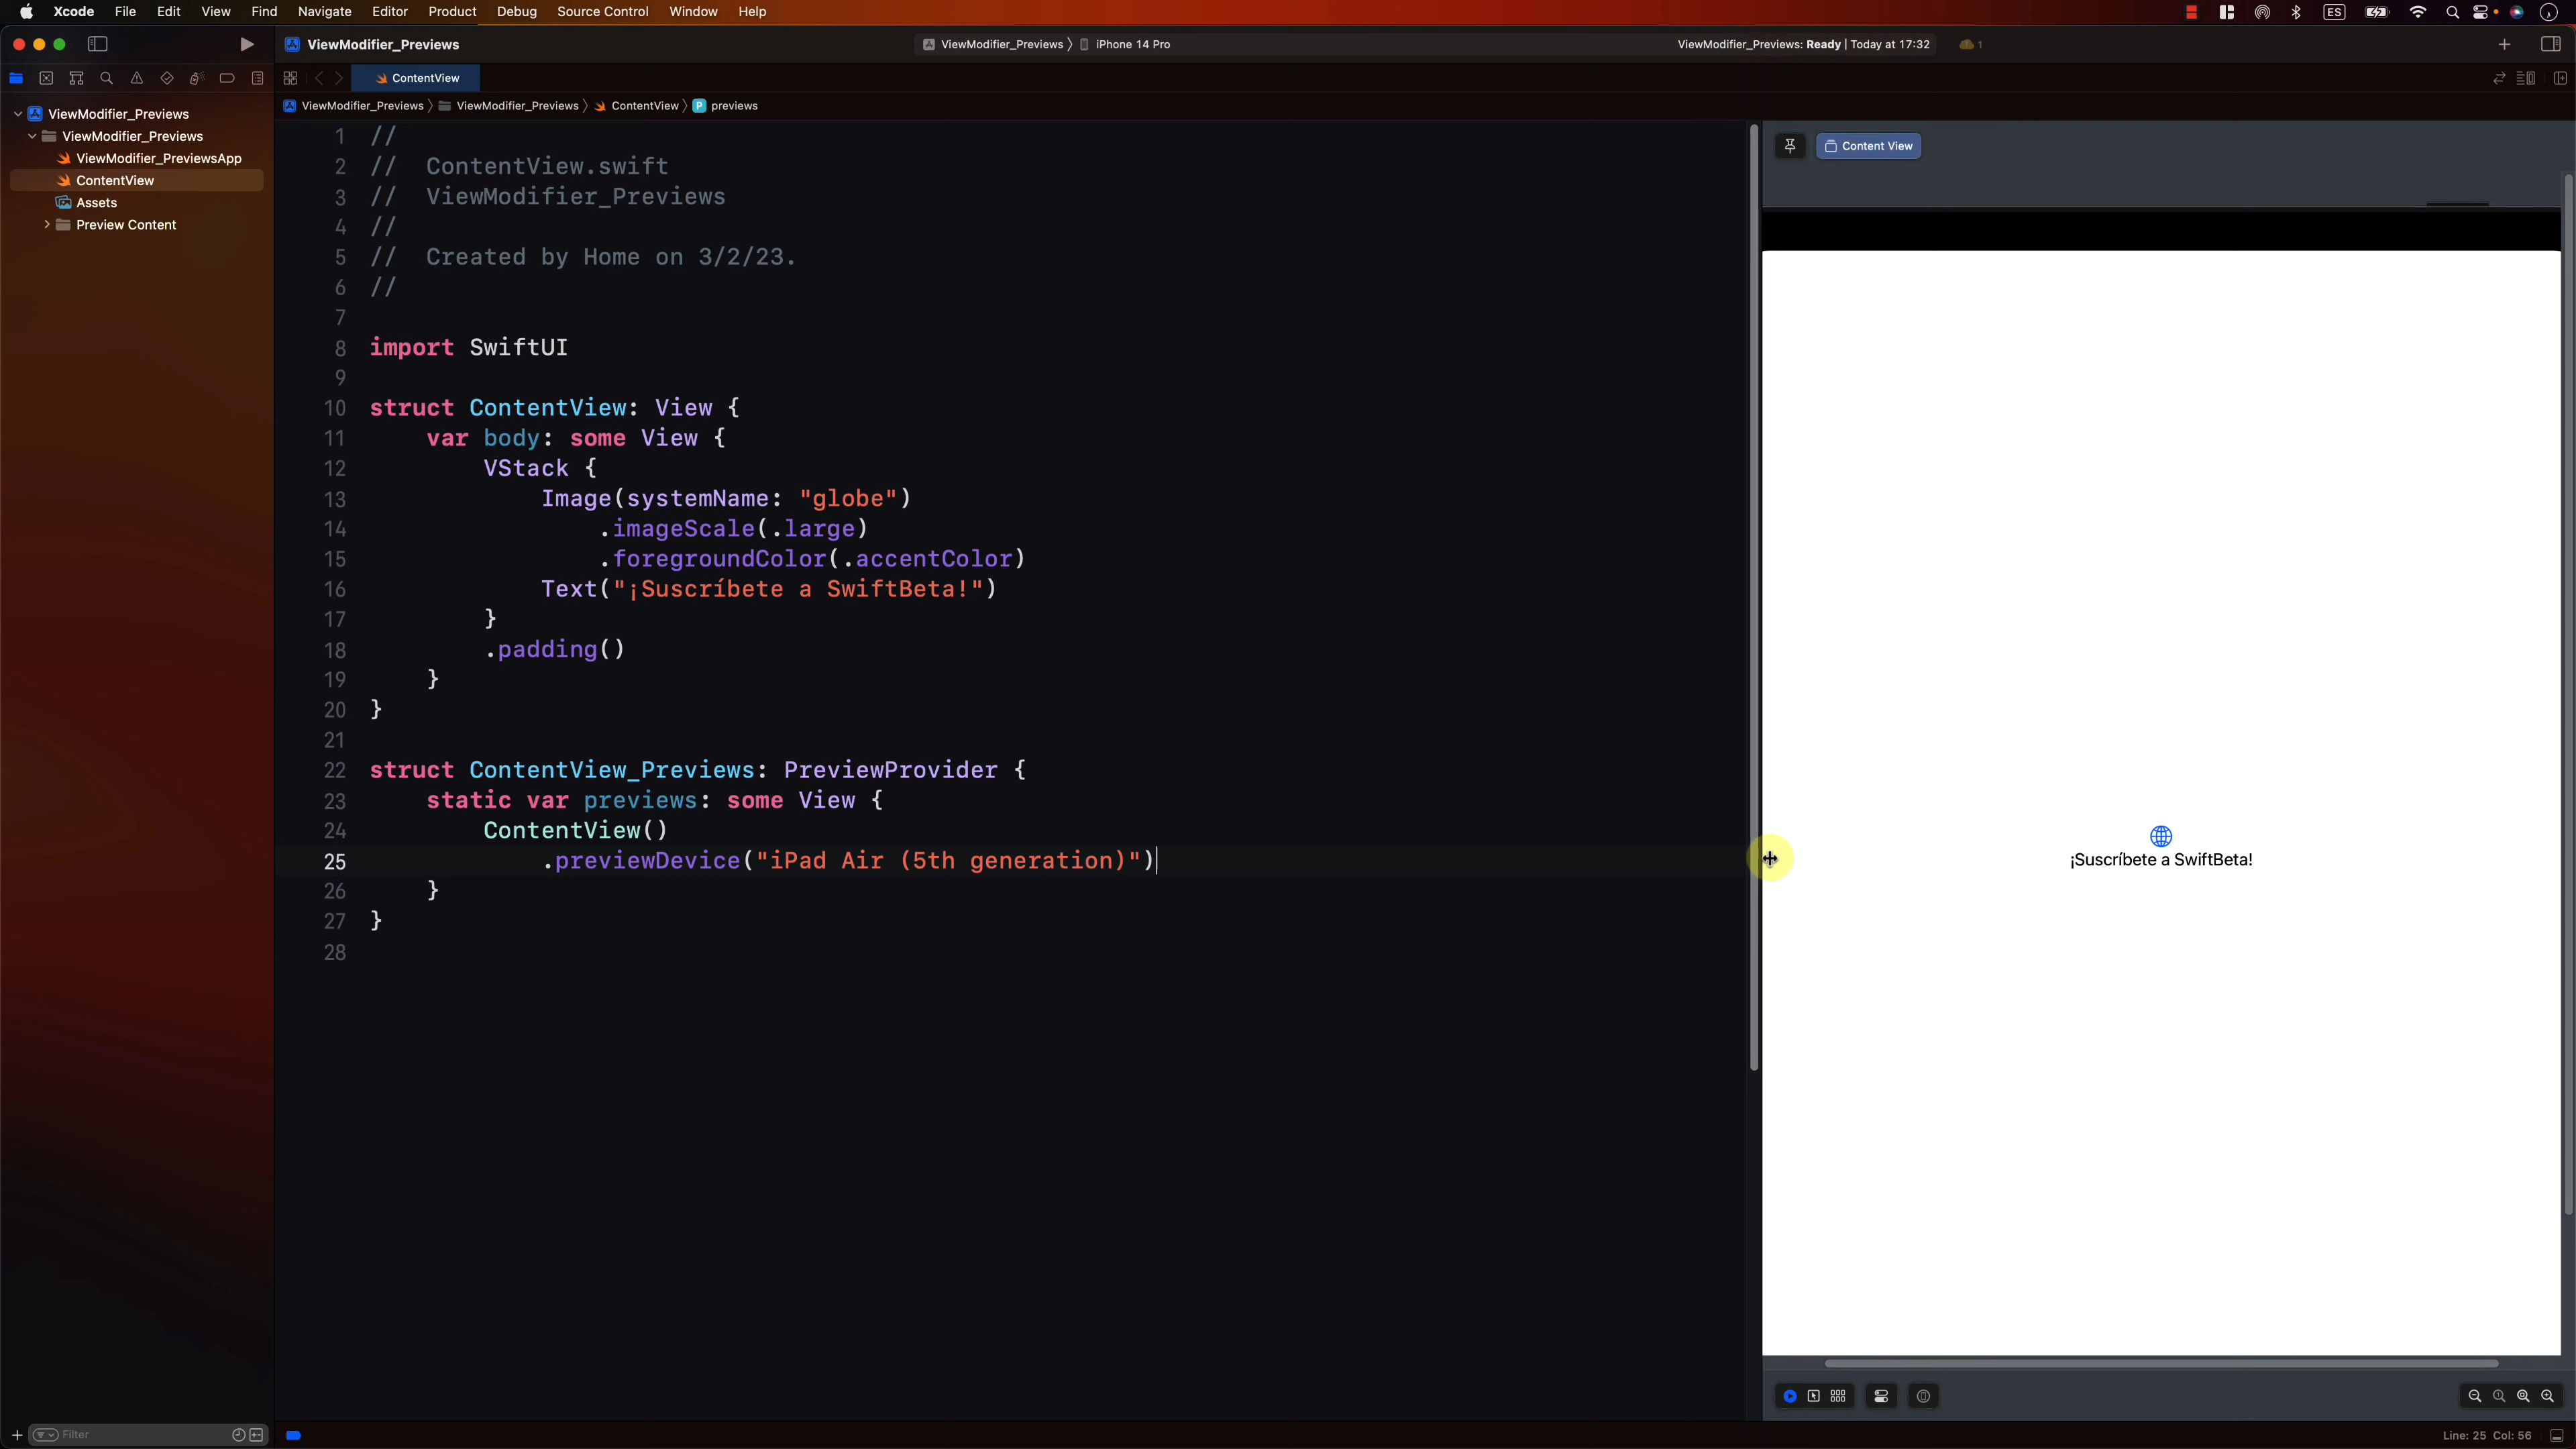 Xcode File Edit View Find Navigate Editor Product Debug Source Control Window Help
ES
ViewModifier_Previews
ViewModifier_Previews 〉 iPhone 14 Pro
ViewModifier_Previews: Ready | Today at 17:32
1
ContentView
ViewModifier_Previews 〉 ViewModifier_Previews 〉 ContentView 〉 P previews
ViewModifier_Previews
ViewModifier_Previews
ViewModifier_PreviewsApp
ContentView
Assets
Preview Content
1 //
2 //  ContentView.swift
3 //  ViewModifier_Previews
4 //
5 //  Created by Home on 3/2/23.
6 //
7
8 import SwiftUI
9
10 struct ContentView: View {
11     var body: some View {
12         VStack {
13             Image(systemName: "globe")
14                 .imageScale(.large)
15                 .foregroundColor(.accentColor)
16             Text("¡Suscríbete a SwiftBeta!")
17         }
18         .padding()
19     }
20 }
21
22 struct ContentView_Previews: PreviewProvider {
23     static var previews: some View {
24         ContentView()
25             .previewDevice("iPad Air (5th generation)")
26     }
27 }
28
Content View
¡Suscríbete a SwiftBeta!
Filter
Line: 25 Col: 56